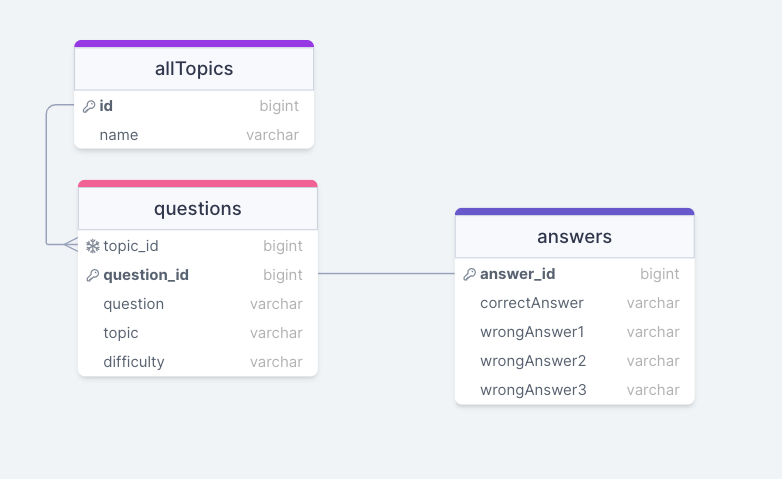 allTopics
id bigint
name varchar
questions
topic_id bigint
question_id bigint
question varchar
topic varchar
difficulty varchar
answers
answer_id bigint
correctAnswer varchar
wrongAnswer1 varchar
wrongAnswer2 varchar
wrongAnswer3 varchar